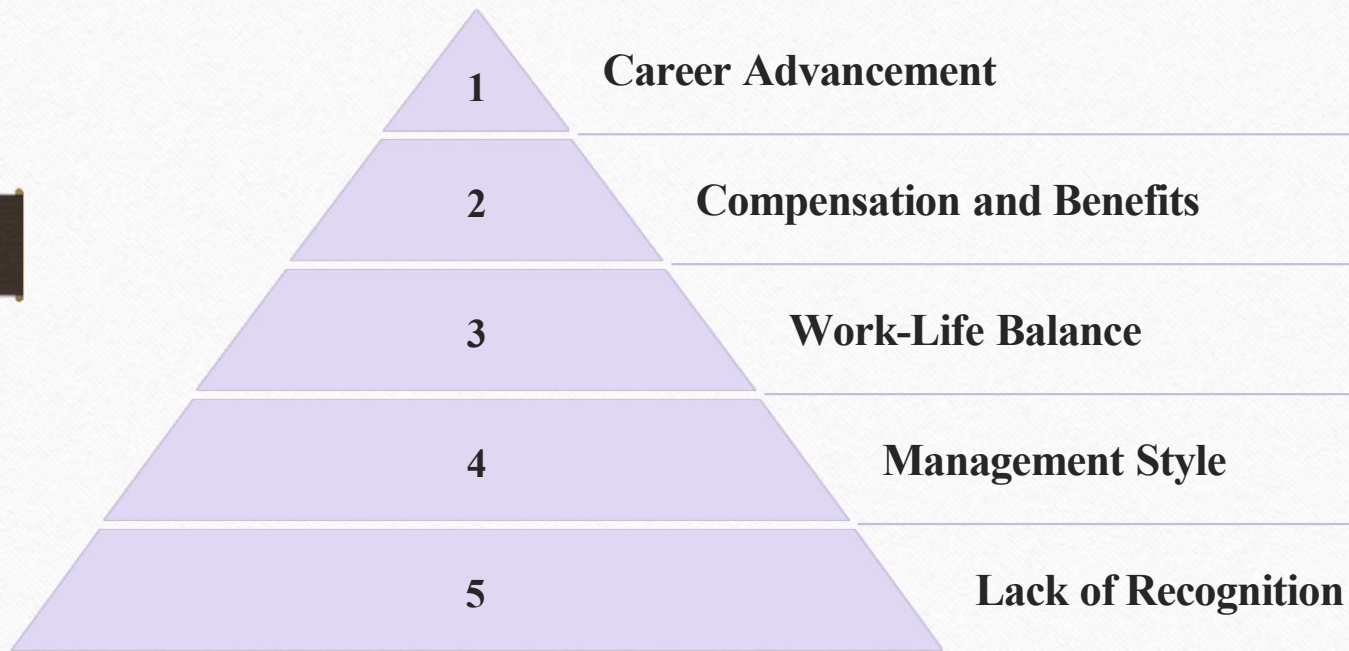 1
Career Advancement
2
Compensation and Benefits
3
Work-Life Balance
4
Management Style
5
Lack of Recognition